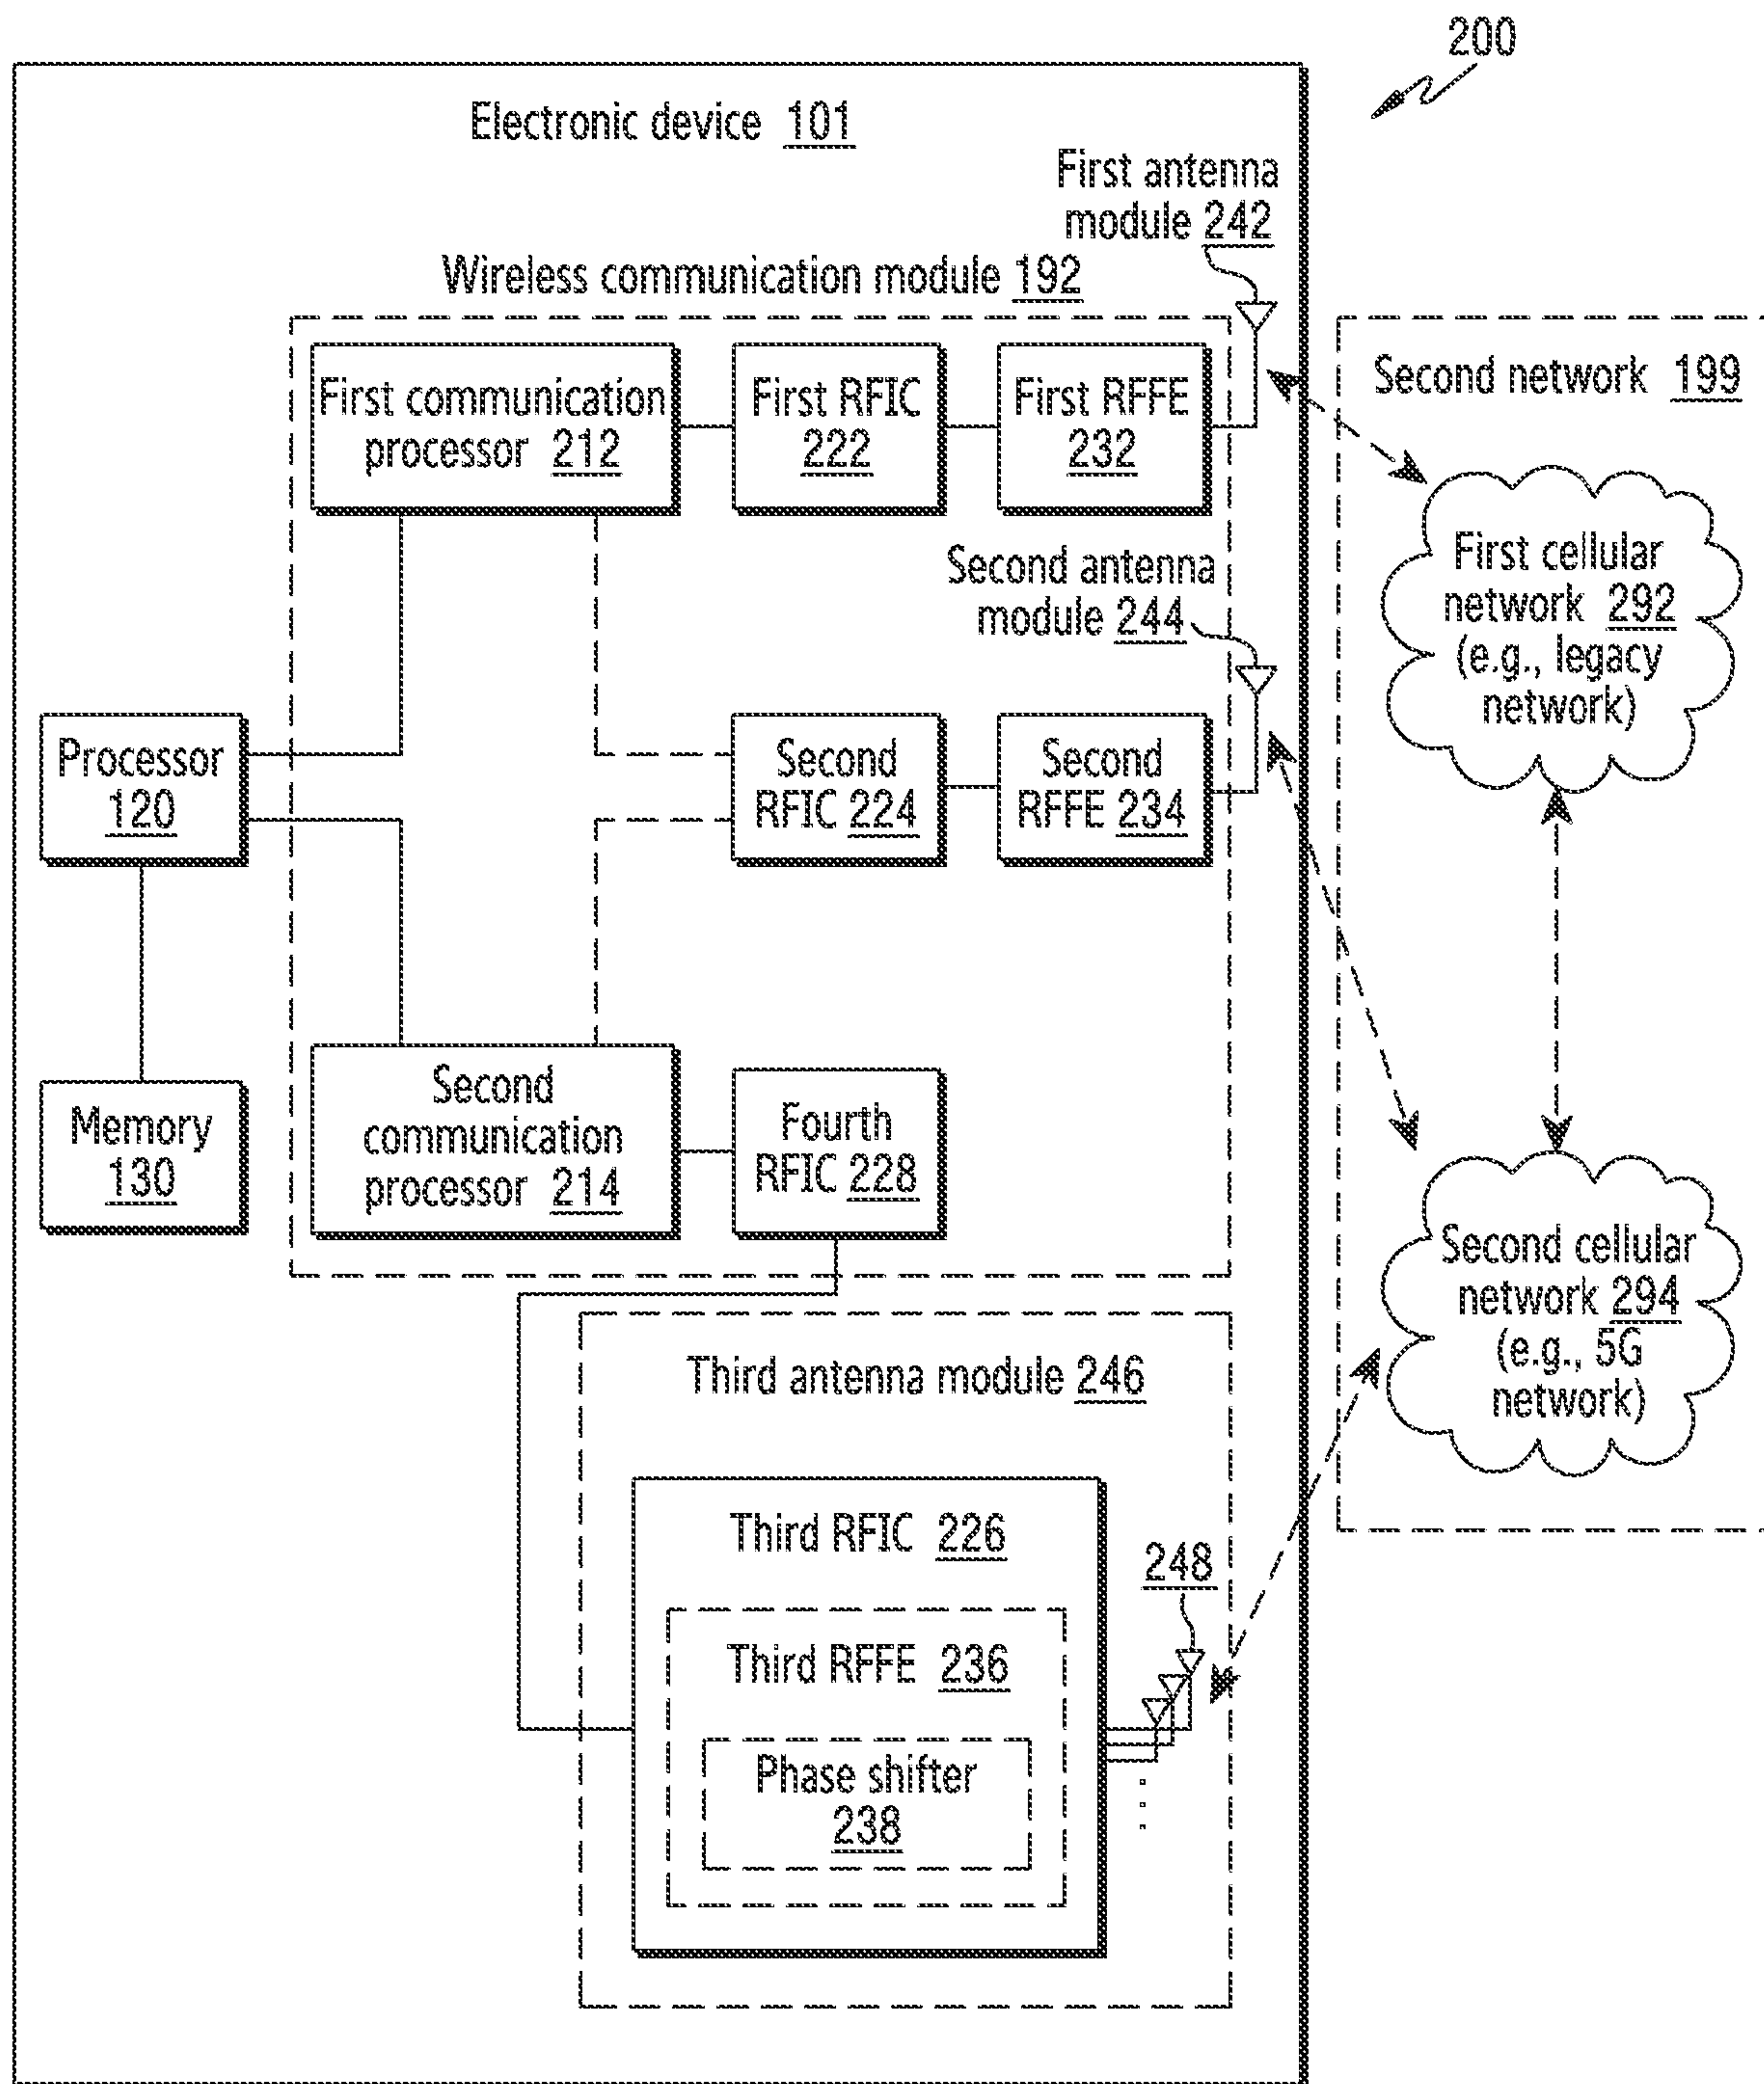 200
Electronic device 101
First antenna
module 242
Wireless communication module 192
First communication
processor 212
First RFIC
222
First RFFE
232
Second network 199
First cellular
network 292
(e.g., legacy
network)
Second antenna
module 244
Processor
120
Second
RFIC 224
Second
RFFE 234
Memory
130
Second
communication
processor 214
Fourth
RFIC 228
Second cellular
network 294
(e.g., 5G
network)
Third antenna module 246
Third RFIC 226
248
Third RFFE 236
Phase shifter
238